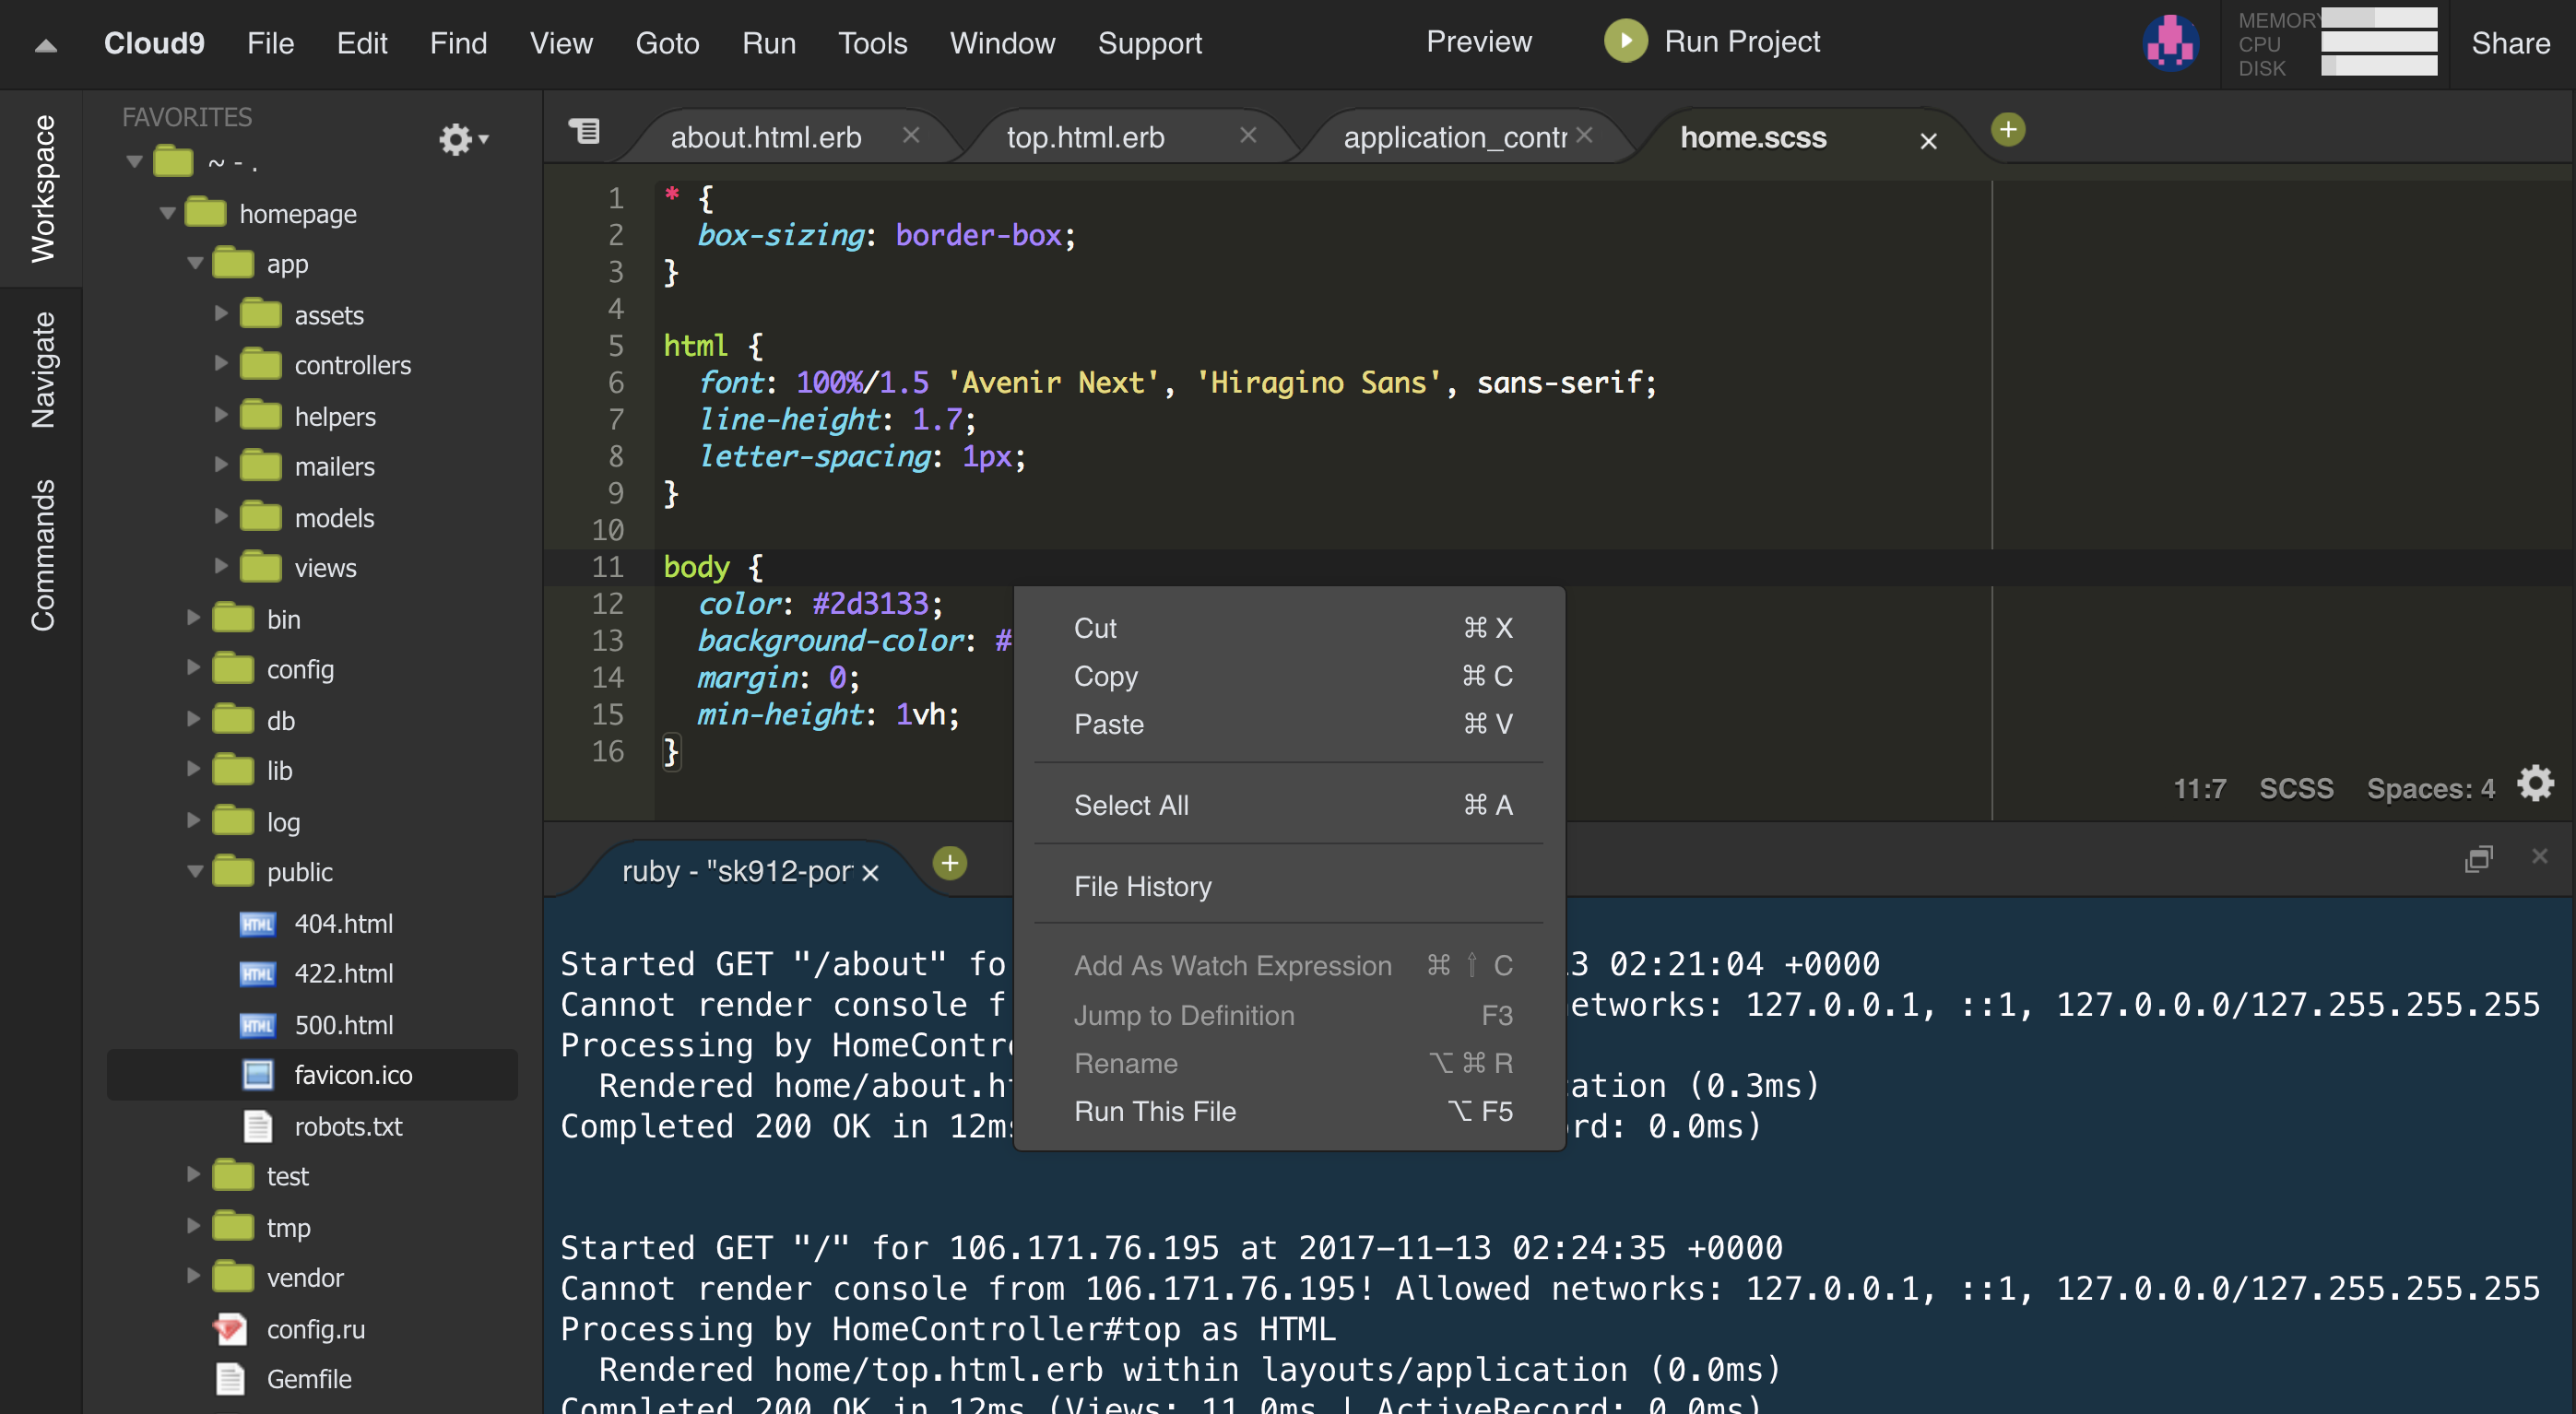 Cloud9 File Edit Find View Goto Run Tools Window Support Preview Run Project MEMORY CPU DISK Share
Workspace
Navigate
Commands
FAVORITES
~ - .
homepage
app
assets
controllers
helpers
mailers
models
views
bin
config
db
lib
log
public
404.html
422.html
500.html
favicon.ico
robots.txt
test
tmp
vendor
config.ru
Gemfile
about.html.erb top.html.erb application_contr home.scss
1 * {
2 box-sizing: border-box;
3 }
4
5 html {
6 font: 100%/1.5 'Avenir Next', 'Hiragino Sans', sans-serif;
7 line-height: 1.7;
8 letter-spacing: 1px;
9 }
10
11 body {
12 color: #2d3133;
13 background-color: #
14 margin: 0;
15 min-height: 1vh;
16 }
11:7 SCSS Spaces: 4
Cut ⌘ X
Copy ⌘ C
Paste ⌘ V
Select All ⌘ A
File History
Add As Watch Expression ⌘ ⇧ C
Jump to Definition F3
Rename ⌥ ⌘ R
Run This File ⌥ F5
ruby - "sk912-por
Started GET "/about" fo 3 02:21:04 +0000
Cannot render console f etworks: 127.0.0.1, ::1, 127.0.0.0/127.255.255.255
Processing by HomeContr
Rendered home/about.h ation (0.3ms)
Completed 200 OK in 12ms rd: 0.0ms)
Started GET "/" for 106.171.76.195 at 2017-11-13 02:24:35 +0000
Cannot render console from 106.171.76.195! Allowed networks: 127.0.0.1, ::1, 127.0.0.0/127.255.255.255
Processing by HomeController#top as HTML
Rendered home/top.html.erb within layouts/application (0.0ms)
Completed 200 OK in 12ms (Views: 11.0ms | ActiveRecord: 0.0ms)